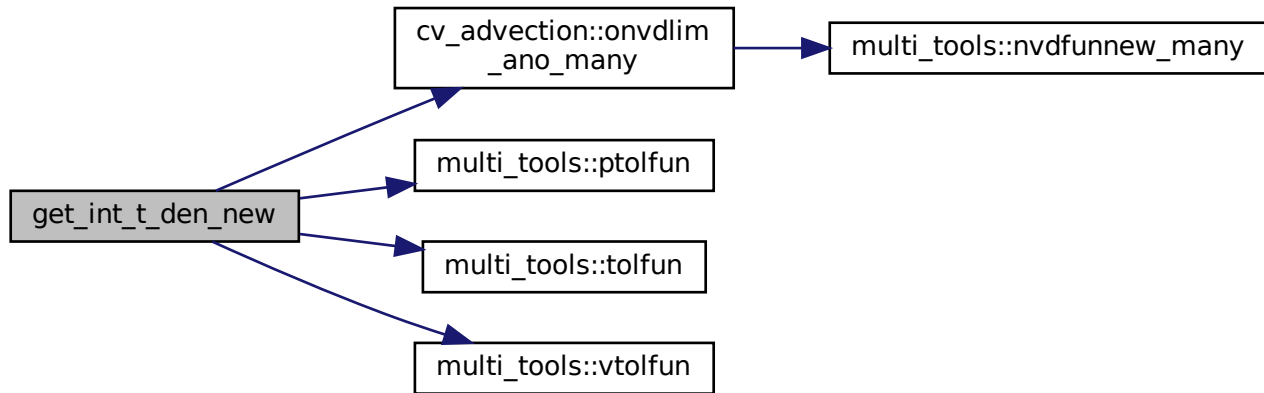 cv_advection::onvdlim
_ano_many
multi_tools::nvdfunnew_many
multi_tools::ptolfun
get_int_t_den_new
multi_tools::tolfun
multi_tools::vtolfun